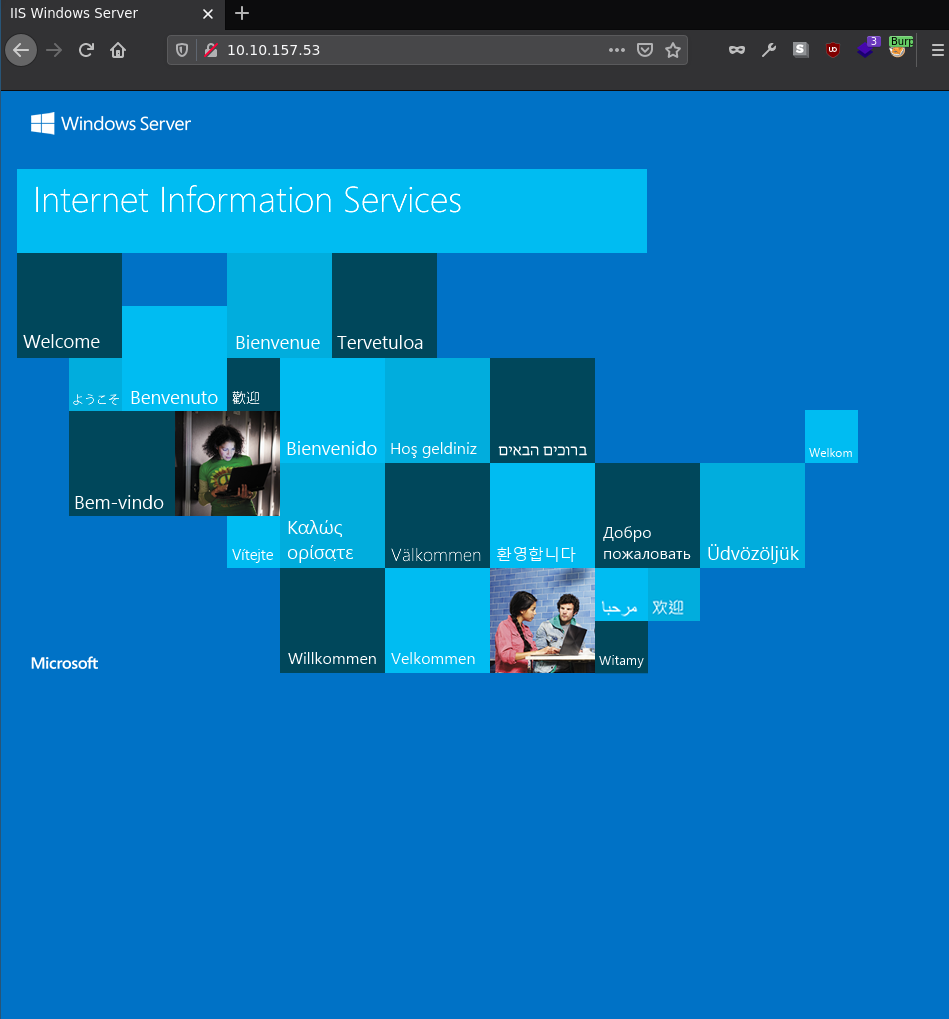 IIS Windows Server
10.10.157.53
S
UD
3
Burp
Windows Server
Internet Information Services
Welcome
Bienvenue
Tervetuloa
ようこそ
Benvenuto
歡迎
Bienvenido
Hoş geldiniz
ברוכים הבאים
Welkom
Bem-vindo
Vítejte
Καλώς
ορίσατε
Välkommen
환영합니다
Добро
пожаловать
Üdvözöljük
Willkommen
Velkommen
مرحبا
欢迎
Witamy
Microsoft